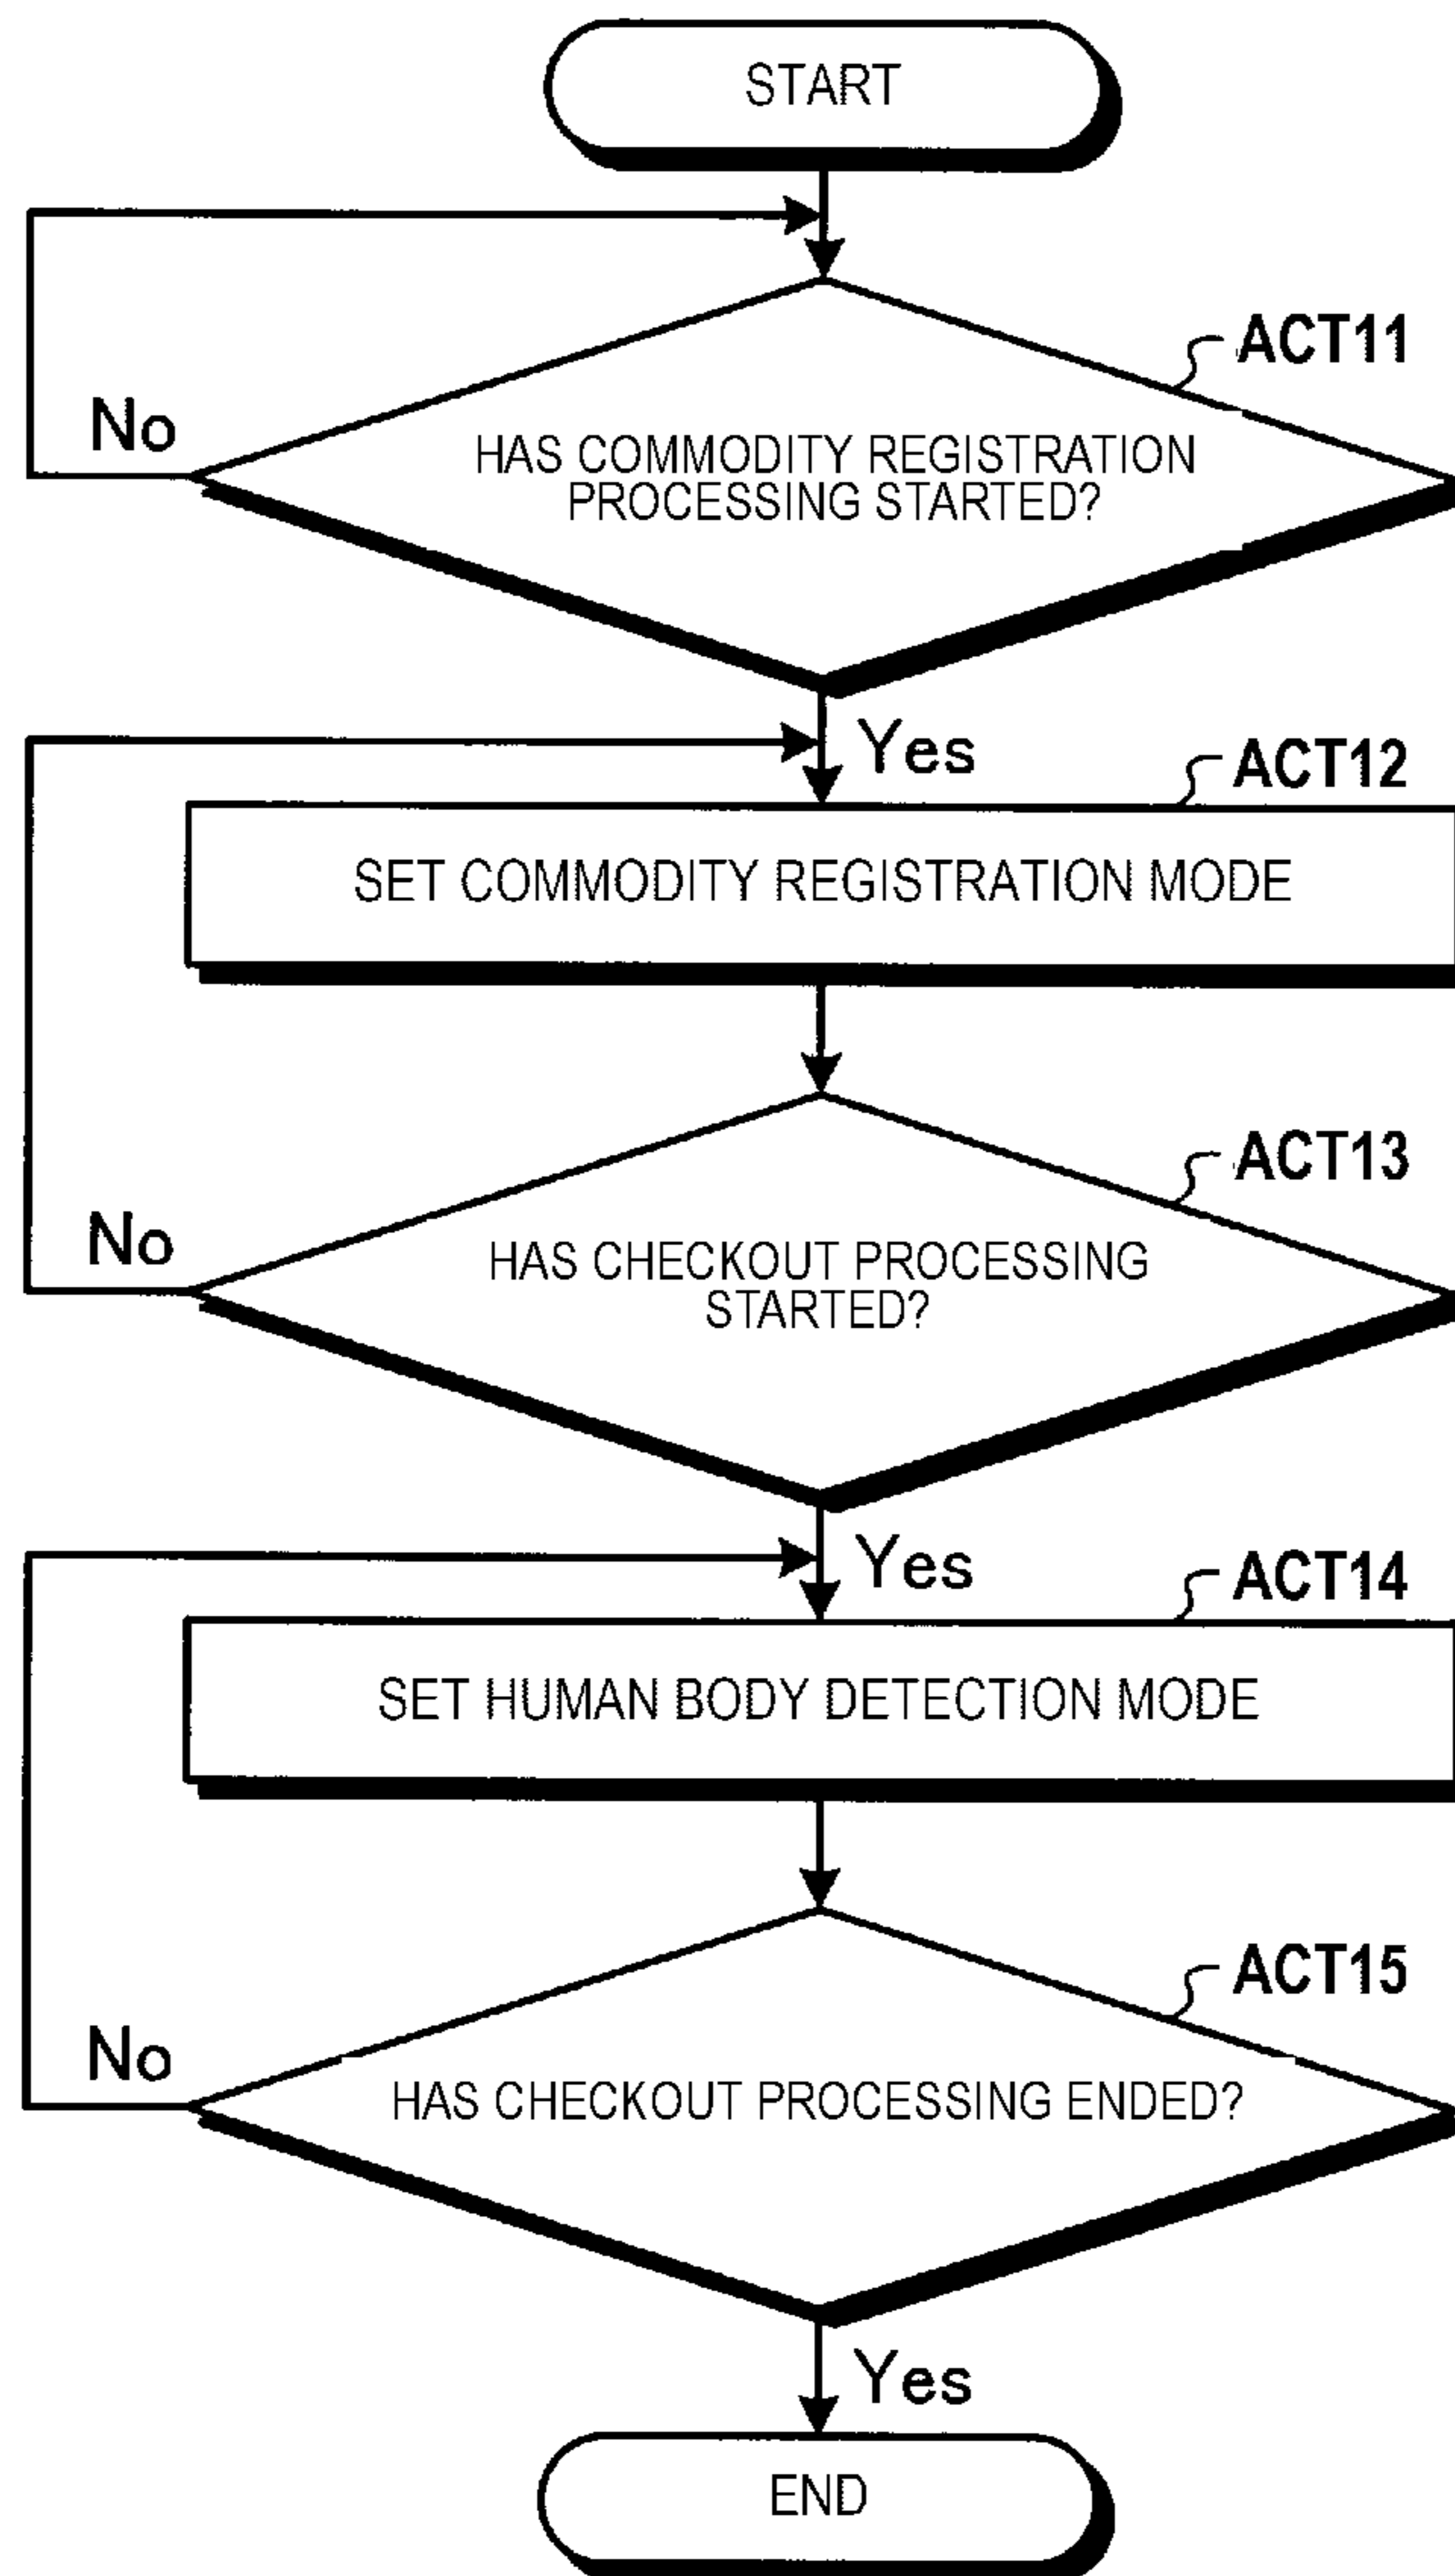 START
ACT11
No
HAS COMMODITY REGISTRATION
PROCESSING STARTED?
Yes
ACT12
SET COMMODITY REGISTRATION MODE
ACT13
No
HAS CHECKOUT PROCESSING
STARTED?
Yes
ACT14
SET HUMAN BODY DETECTION MODE
ACT15
No
HAS CHECKOUT PROCESSING ENDED?
Yes
END